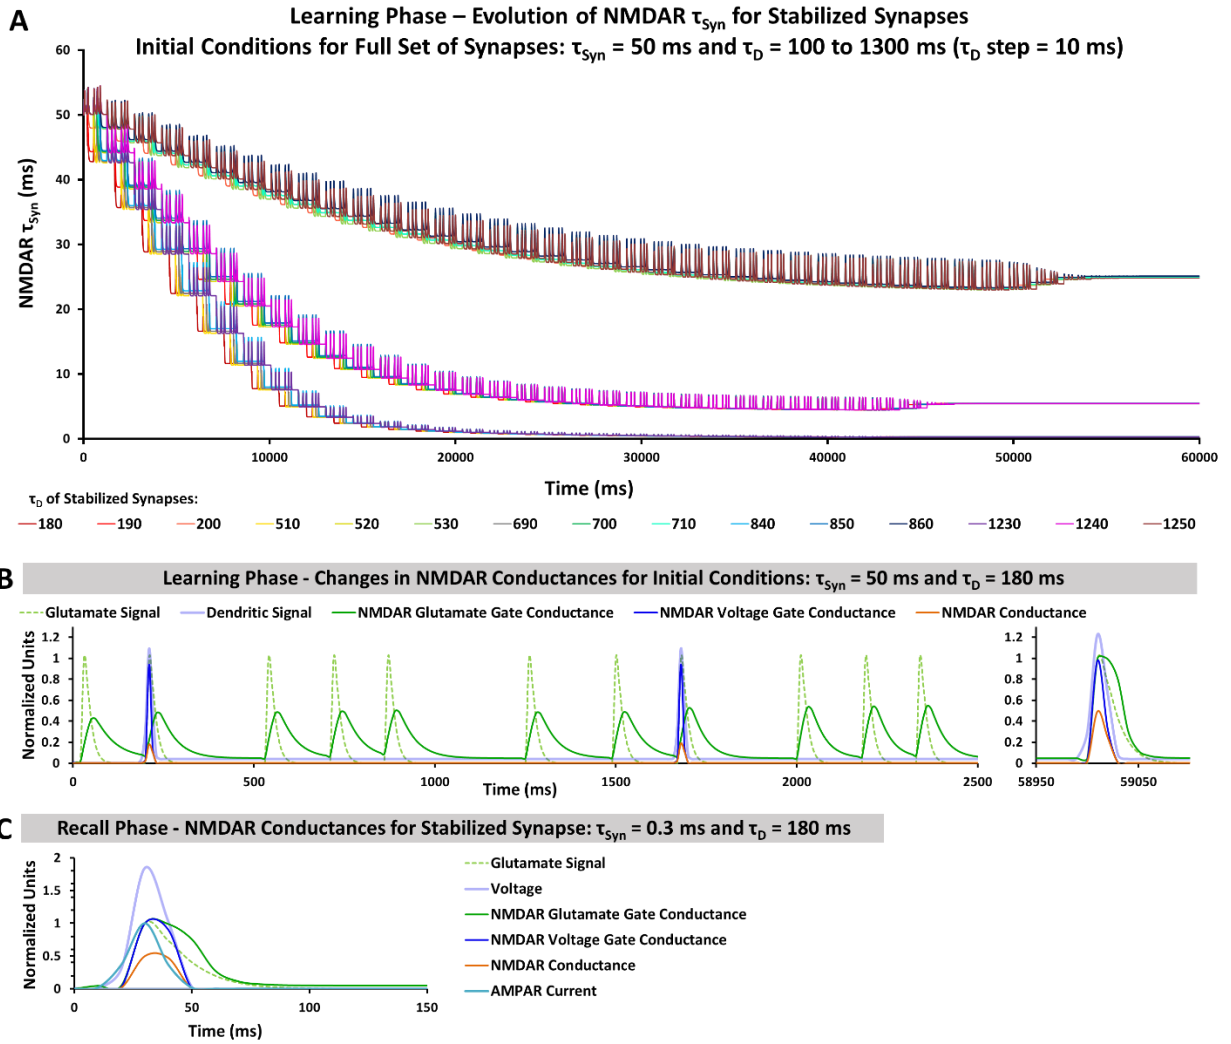 A
Learning Phase – Evolution of NMDAR τSyn for Stabilized Synapses
Initial Conditions for Full Set of Synapses: τSyn = 50 ms and τD = 100 to 1300 ms (τD step = 10 ms)
NMDAR τSyn (ms)
60
50
40
30
20
10
0
0 10000 20000 30000 40000 50000 60000
Time (ms)
τD of Stabilized Synapses:
180 190 200 510 520 530 690 700 710 840 850 860 1230 1240 1250
B
Learning Phase - Changes in NMDAR Conductances for Initial Conditions: τSyn = 50 ms and τD = 180 ms
Glutamate Signal Dendritic Signal NMDAR Glutamate Gate Conductance NMDAR Voltage Gate Conductance NMDAR Conductance
Normalized Units
1.2
1
0.8
0.6
0.4
0.2
0
0 500 1000 1500 2000 2500
Time (ms)
1.2
1
0.8
0.6
0.4
0.2
0
58950 59050
C
Recall Phase - NMDAR Conductances for Stabilized Synapse: τSyn = 0.3 ms and τD = 180 ms
Normalized Units
2
1.5
1
0.5
0
0 50 100 150
Time (ms)
Glutamate Signal
Voltage
NMDAR Glutamate Gate Conductance
NMDAR Voltage Gate Conductance
NMDAR Conductance
AMPAR Current